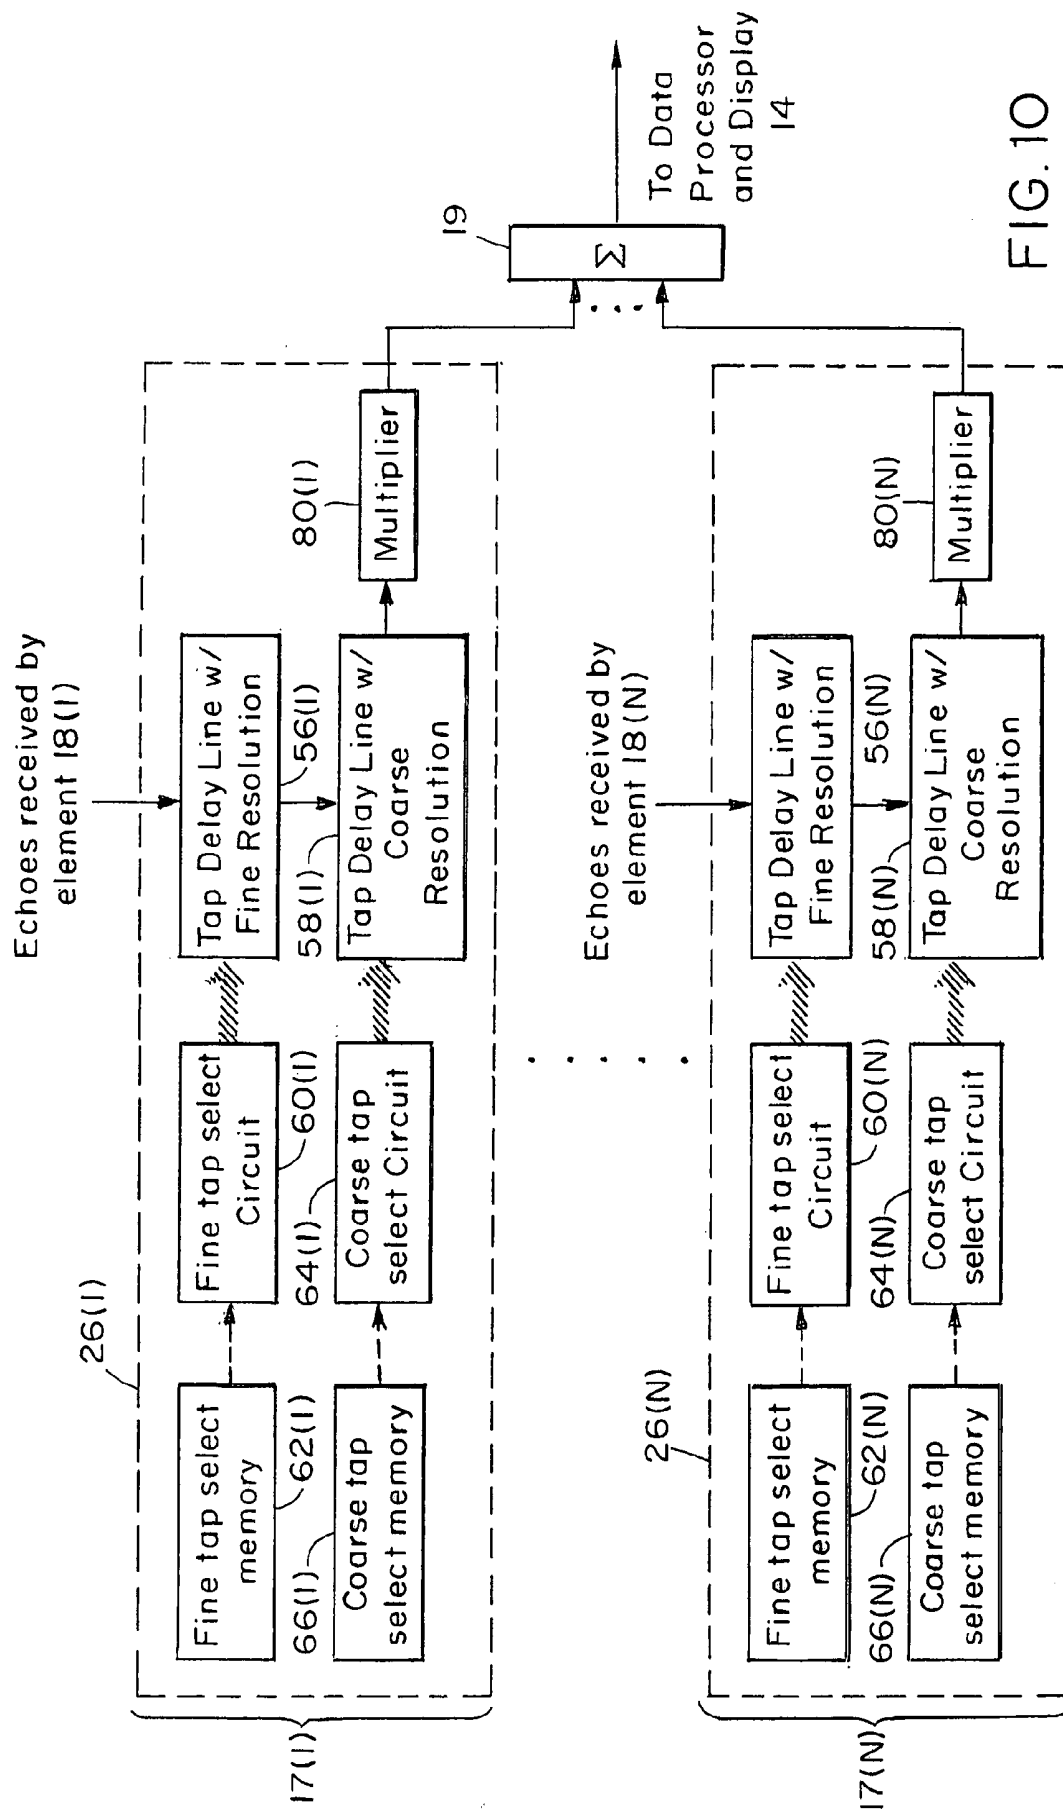 Echoes received by
element 18(1)
26(1)
17(1)
Fine tap select
memory
62(1)
Fine tap select
Circuit
60(1)
Tap Delay Line w/
Fine Resolution
56(1)
66(1)
Coarse tap
select memory
64(1)
Coarse tap
select Circuit
58(1)
Tap Delay Line w/
Coarse
Resolution
80(1)
Multiplier
19
Σ
To Data
Processor
and Display
14
Echoes received by
element 18(N)
26(N)
17(N)
Fine tap select
memory
62(N)
Fine tap select
Circuit
60(N)
Tap Delay Line w/
Fine Resolution
56(N)
66(N)
Coarse tap
select memory
64(N)
Coarse tap
select Circuit
58(N)
Tap Delay Line w/
Coarse
Resolution
80(N)
Multiplier
FIG. 10